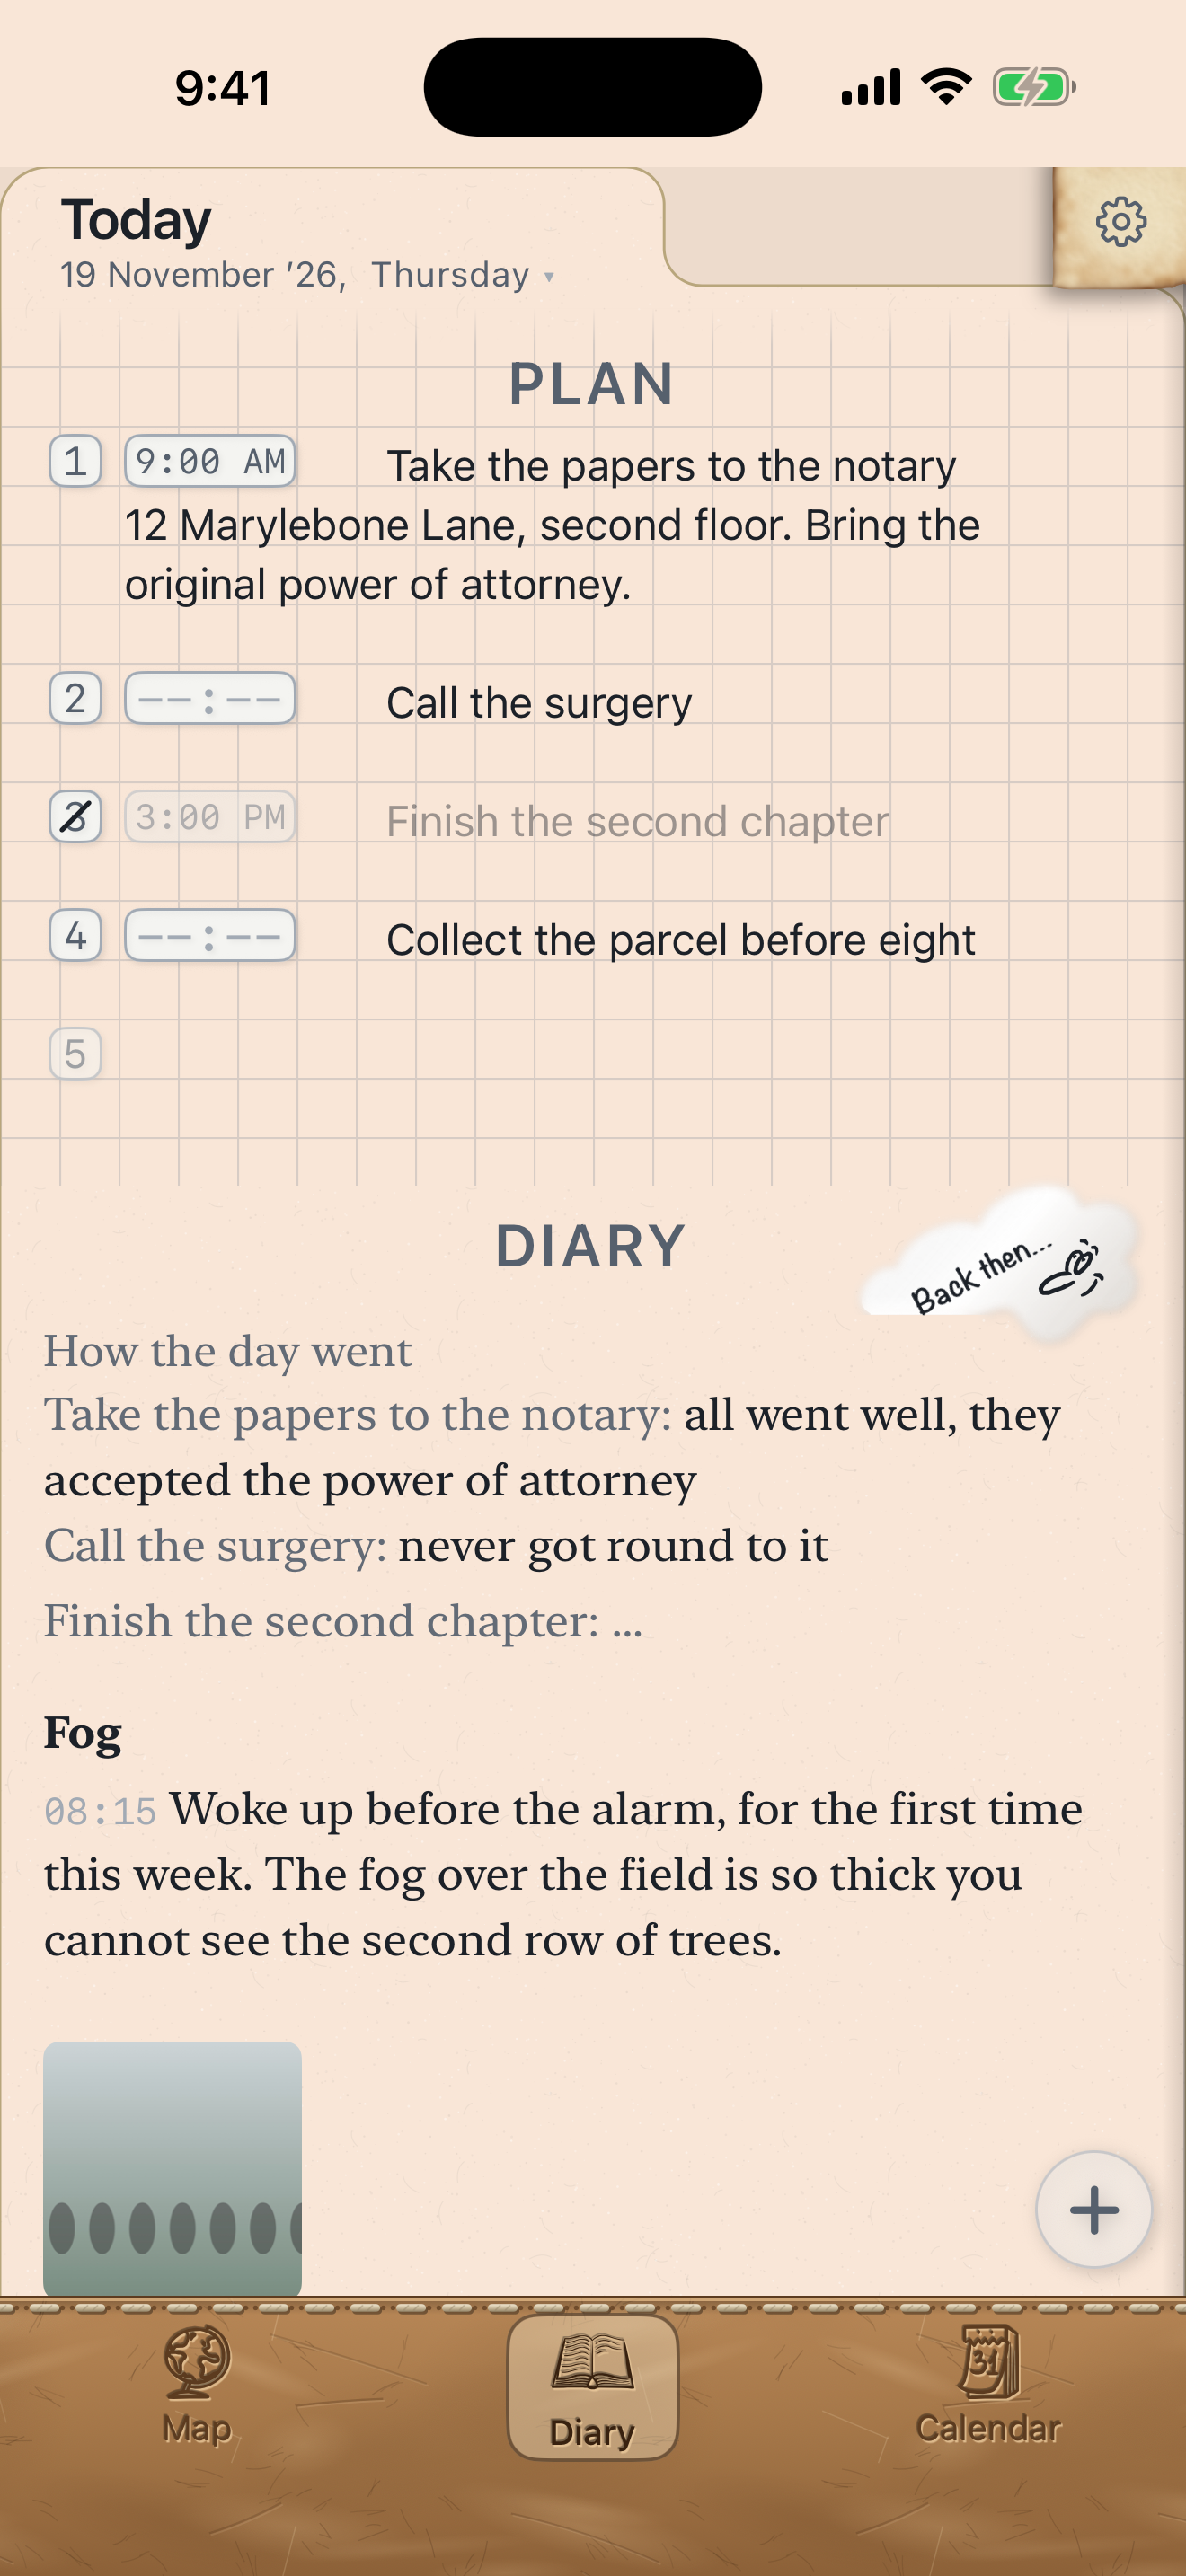 9:41
Today
19 November ’26, Thursday ▾
PLAN
1 9:00 AM Take the papers to the notary
12 Marylebone Lane, second floor. Bring the
original power of attorney.
2 ––:–– Call the surgery
3 3:00 PM Finish the second chapter
4 ––:–– Collect the parcel before eight
5
DIARY
Back then...
How the day went
Take the papers to the notary: all went well, they
accepted the power of attorney
Call the surgery: never got round to it
Finish the second chapter: ...
Fog
08:15 Woke up before the alarm, for the first time
this week. The fog over the field is so thick you
cannot see the second row of trees.
31
Map
Diary
Calendar